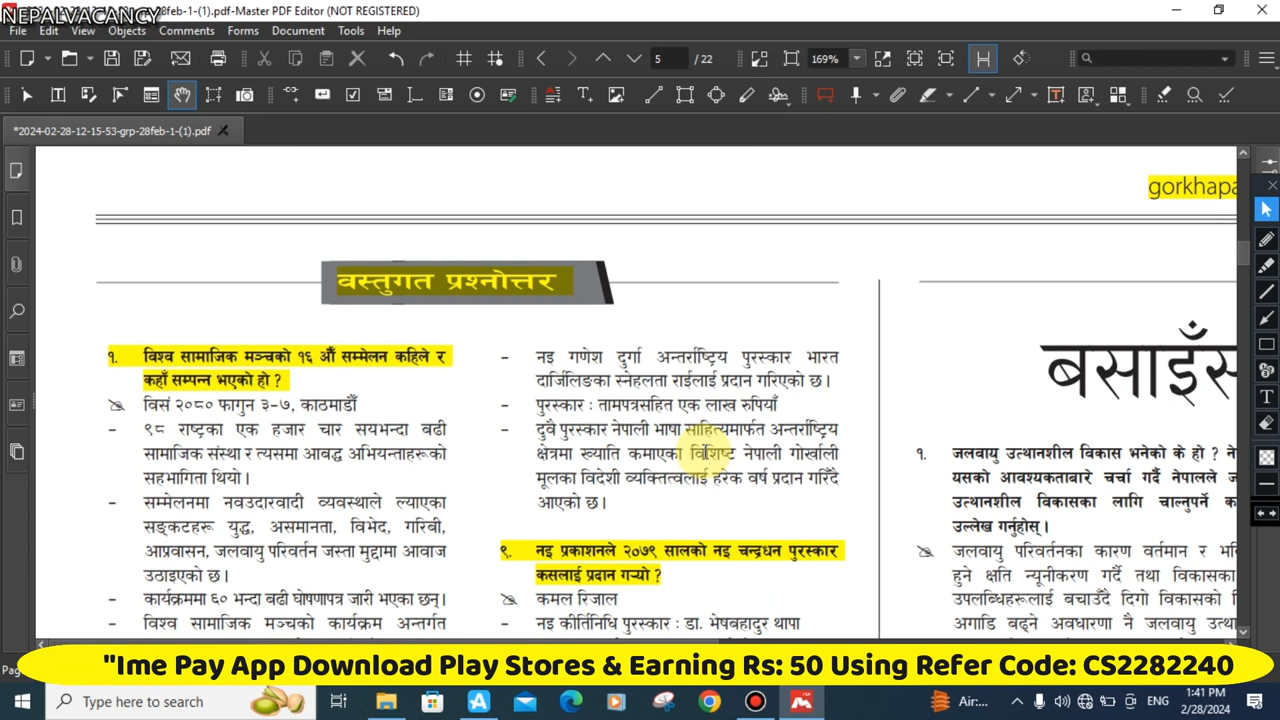 NEPALVACANCY
feb-1-(1).pdf-Master PDF Editor (NOT REGISTERED)
File Edit View Objects Comments Forms Document Tools Help
5 / 22 169%
*2024-02-28-12-15-53-grp-28feb-1-(1).pdf
gorkhapa
वस्तुगत प्रश्नोत्तर
१. विश्व सामाजिक मञ्चको १६ औँ सम्मेलन कहिले र
कहाँ सम्पन्न भएको हो ?
विसं २०८० फागुन ३-७, काठमाडौँ
- ९८ राष्ट्रका एक हजार चार सयभन्दा बढी
सामाजिक संस्था र त्यसमा आबद्ध अभियन्ताहरूको
सहभागिता थियो।
- सम्मेलनमा नवउदारवादी व्यवस्थाले ल्याएका
सङ्कटहरू युद्ध, असमानता, विभेद, गरिबी,
आप्रवासन, जलवायु परिवर्तन जस्ता मुद्दामा आवाज
उठाइएको छ।
- कार्यक्रममा ६० भन्दा बढी घोषणापत्र जारी भएका छन्।
- विश्व सामाजिक मञ्चको कार्यक्रम अन्तर्गत
- नइ गणेश दुर्गा अन्तर्राष्ट्रिय पुरस्कार भारत
दार्जिलिङका स्नेहलता राईलाई प्रदान गरिएको छ।
- पुरस्कार : ताम्रपत्रसहित एक लाख रुपियाँ
- दुवै पुरस्कार नेपाली भाषा साहित्यमार्फत अन्तर्राष्ट्रिय
क्षेत्रमा ख्याति कमाएका विशिष्ट नेपाली गोर्खाली
मूलका विदेशी व्यक्तित्वलाई हरेक वर्ष प्रदान गरिँदै
आएको छ।
९. नइ प्रकाशनले २०७९ सालको नइ चन्द्रधन पुरस्कार
कसलाई प्रदान गऱ्यो ?
कमल रिजाल
- नइ कीर्तिनिधि पुरस्कार : डा. भेषबहादुर थापा
बसाइँस
१. जलवायु उत्थानशील विकास भनेको के हो ? ने
यसको आवश्यकताबारे चर्चा गर्दै नेपालले ज
उत्थानशील विकासका लागि चाल्नुपर्ने क
उल्लेख गर्नुहोस्।
जलवायु परिवर्तनका कारण वर्तमान र भवि
हुने क्षति न्यूनीकरण गर्दै तथा विकासका
उपलब्धिहरूलाई बचाउँदै दिगो विकासको
अगाडि बढ्ने अवधारणा नै जलवायु उत्थ
"Ime Pay App Download Play Stores & Earning Rs: 50 Using Refer Code: CS2282240
Type here to search
Air:...
ENG
1:41 PM
2/28/2024